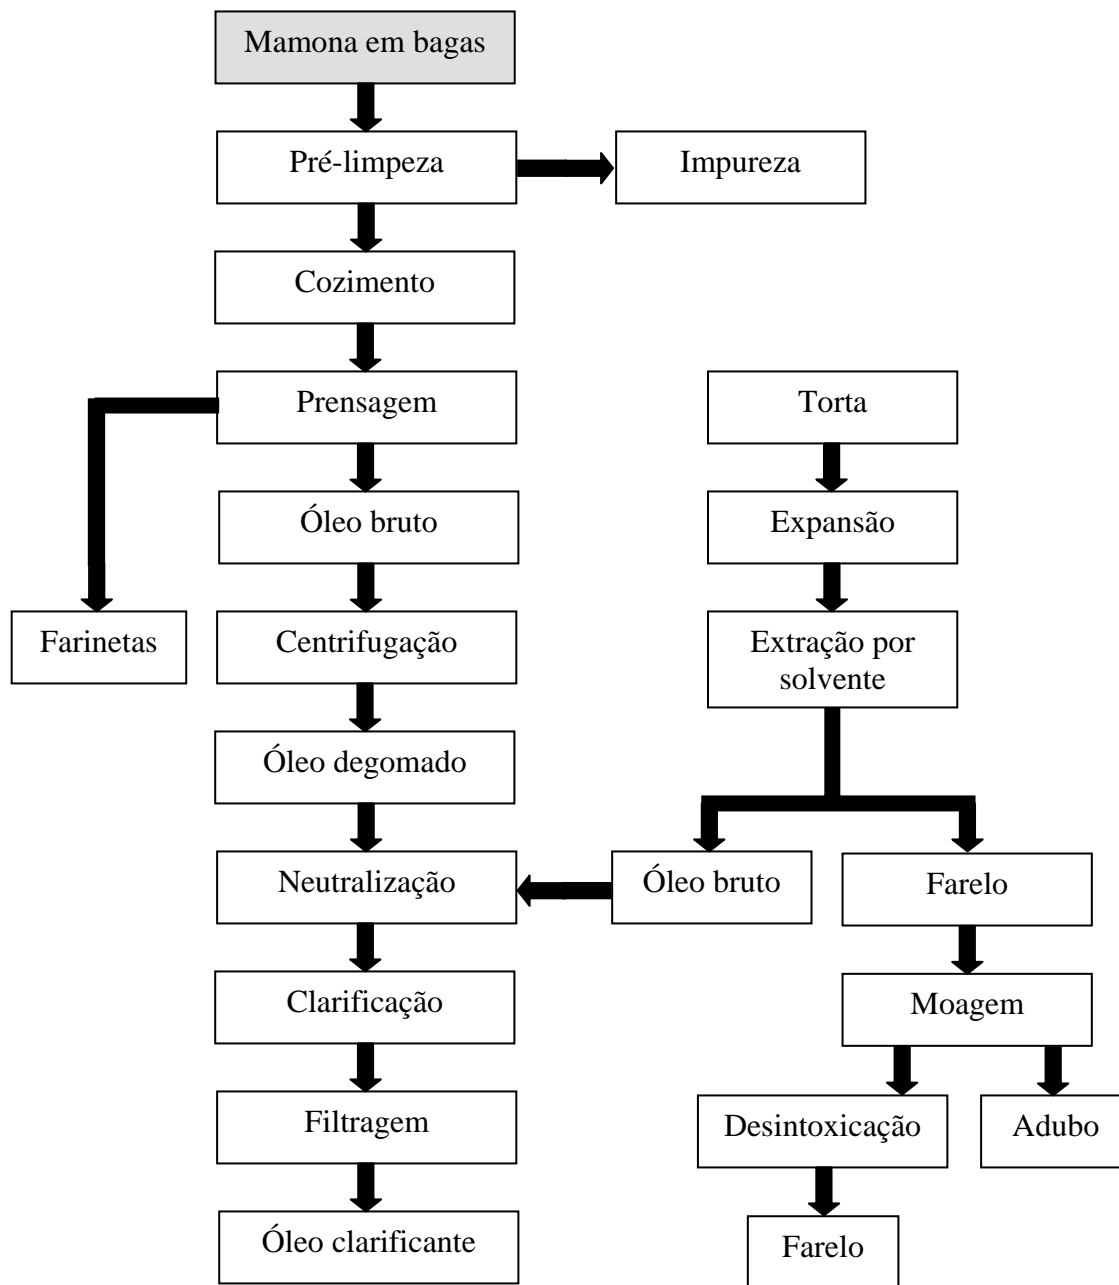 Mamona em bagas
Pré-limpeza
Impureza
Cozimento
Prensagem
Torta
Óleo bruto
Expansão
Farinetas
Centrifugação
Extração por
solvente
Óleo degomado
Neutralização
Óleo bruto
Farelo
Clarificação
Moagem
Filtragem
Desintoxicação
Adubo
Óleo clarificante
Farelo